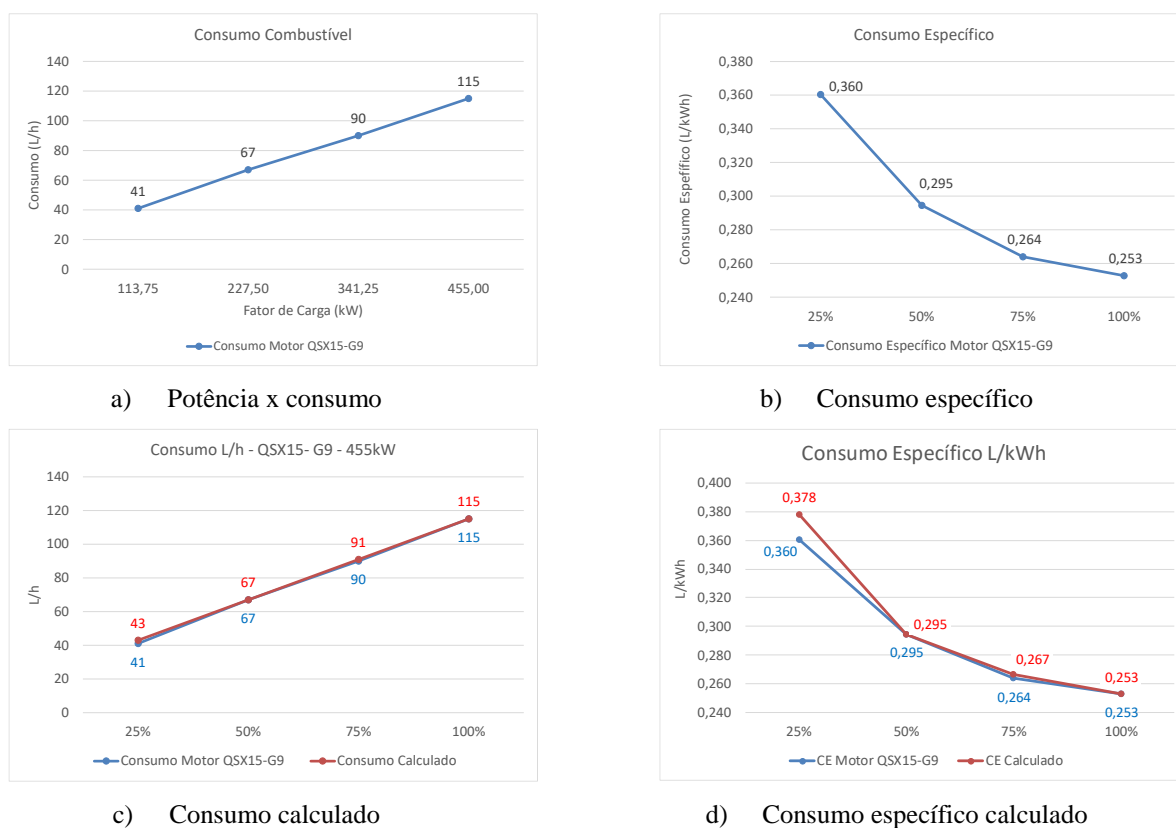 Consumo Combustível
140
120
100
80
60
40
20
0
Consumo (L/h)
41
67
90
115
113,75 227,50 341,25 455,00
Fator de Carga (kW)
Consumo Motor QSX15-G9
a) Potência x consumo
Consumo Específico
0,380
0,360
0,340
0,320
0,300
0,280
0,260
0,240
Consumo Espefífico (L/kWh)
0,360
0,295
0,264
0,253
25% 50% 75% 100%
Consumo Específico Motor QSX15-G9
b) Consumo específico
Consumo L/h - QSX15- G9 - 455kW
140
120
100
80
60
40
20
0
L/h
43
67
91
115
41
67
90
115
25% 50% 75% 100%
Consumo Motor QSX15-G9 Consumo Calculado
c) Consumo calculado
Consumo Específico L/kWh
0,400
0,380
0,360
0,340
0,320
0,300
0,280
0,260
0,240
L/kWh
0,378
0,295
0,267
0,253
0,360
0,295
0,264
0,253
25% 50% 75% 100%
CE Motor QSX15-G9 CE Calculado
d) Consumo específico calculado